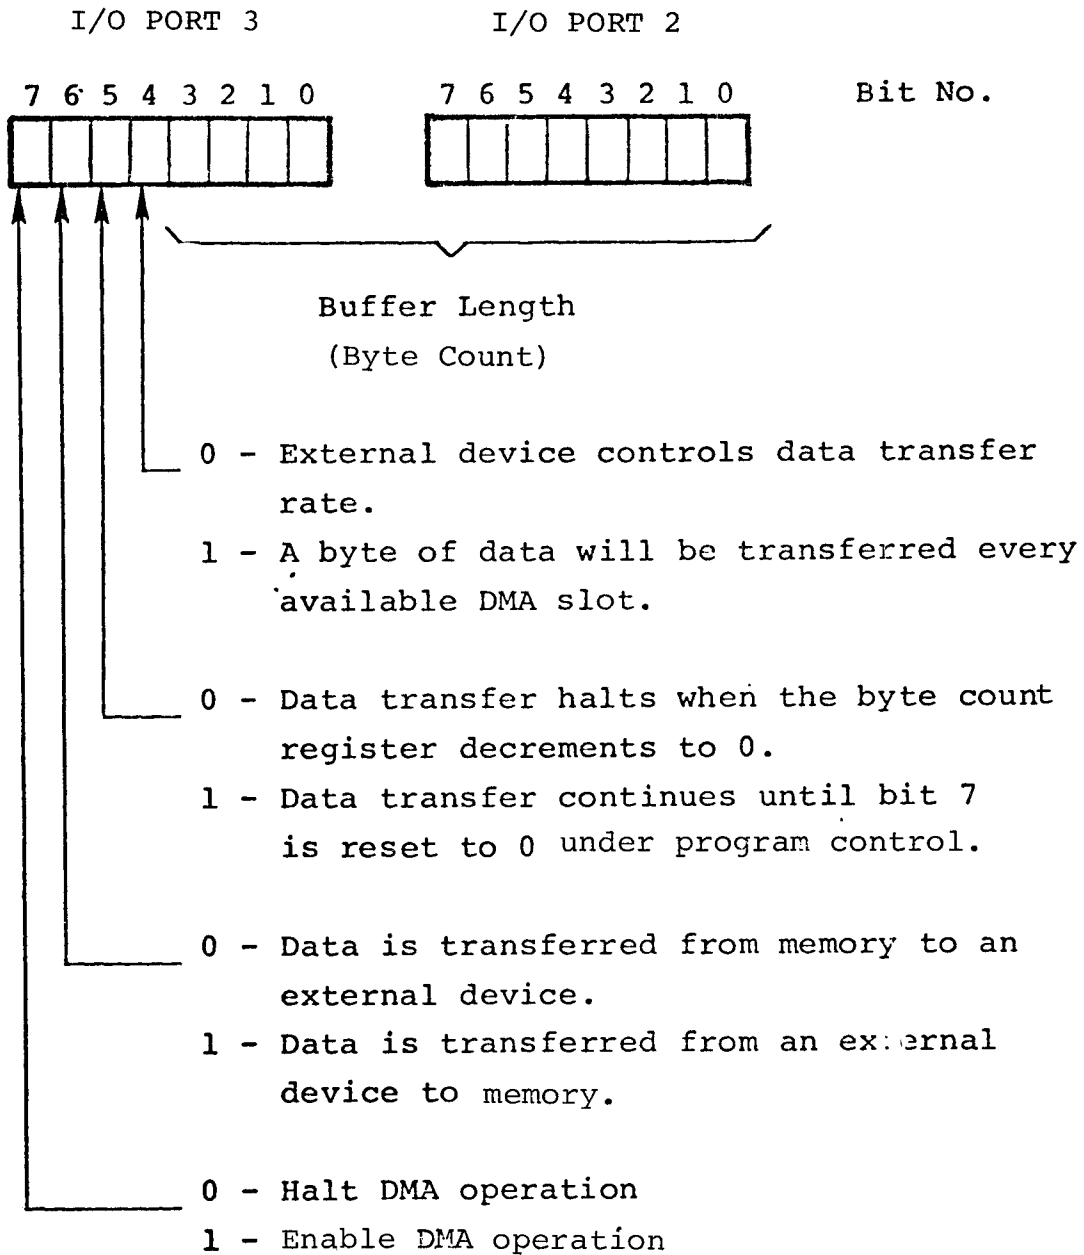 I/O PORT 3 I/O PORT 2
7 6 5 4 3 2 1 0 7 6 5 4 3 2 1 0 Bit No.
Buffer Length
(Byte Count)
0 - External device controls data transfer
rate.
1 - A byte of data will be transferred every
available DMA slot.
0 - Data transfer halts when the byte count
register decrements to 0.
1 - Data transfer continues until bit 7
is reset to 0 under program control.
0 - Data is transferred from memory to an
external device.
1 - Data is transferred from an external
device to memory.
0 - Halt DMA operation
1 - Enable DMA operation